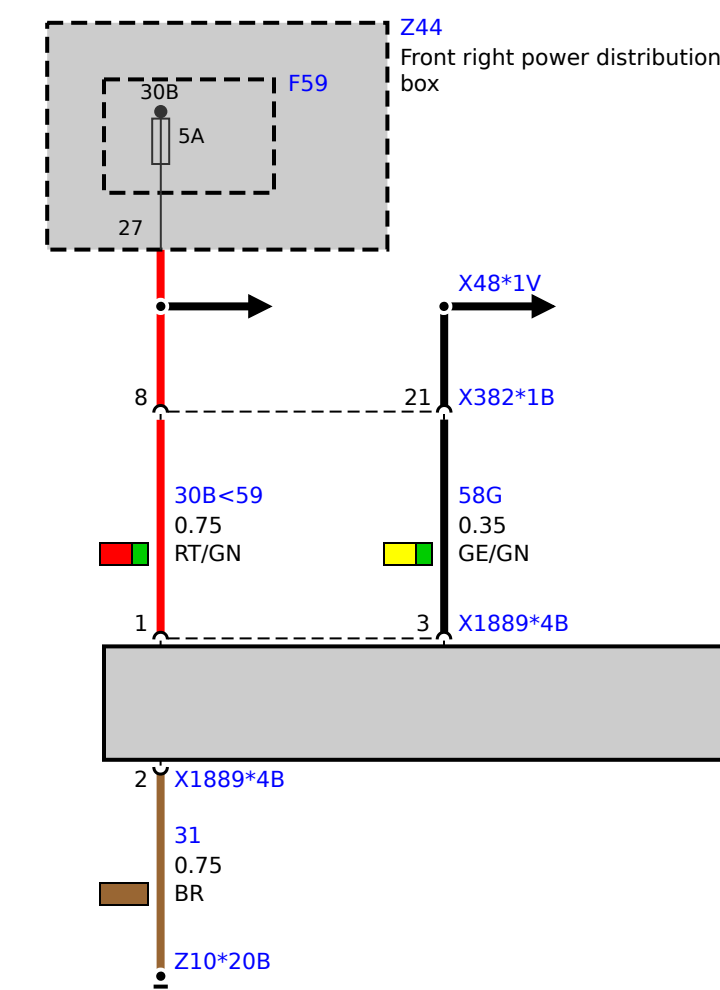 Z44
Front right power distribution
box
F59
30B
5A
27
X48*1V
8
21
X382*1B
30B<59
0.75
RT/GN
58G
0.35
GE/GN
1
3
X1889*4B
2
X1889*4B
31
0.75
BR
Z10*20B